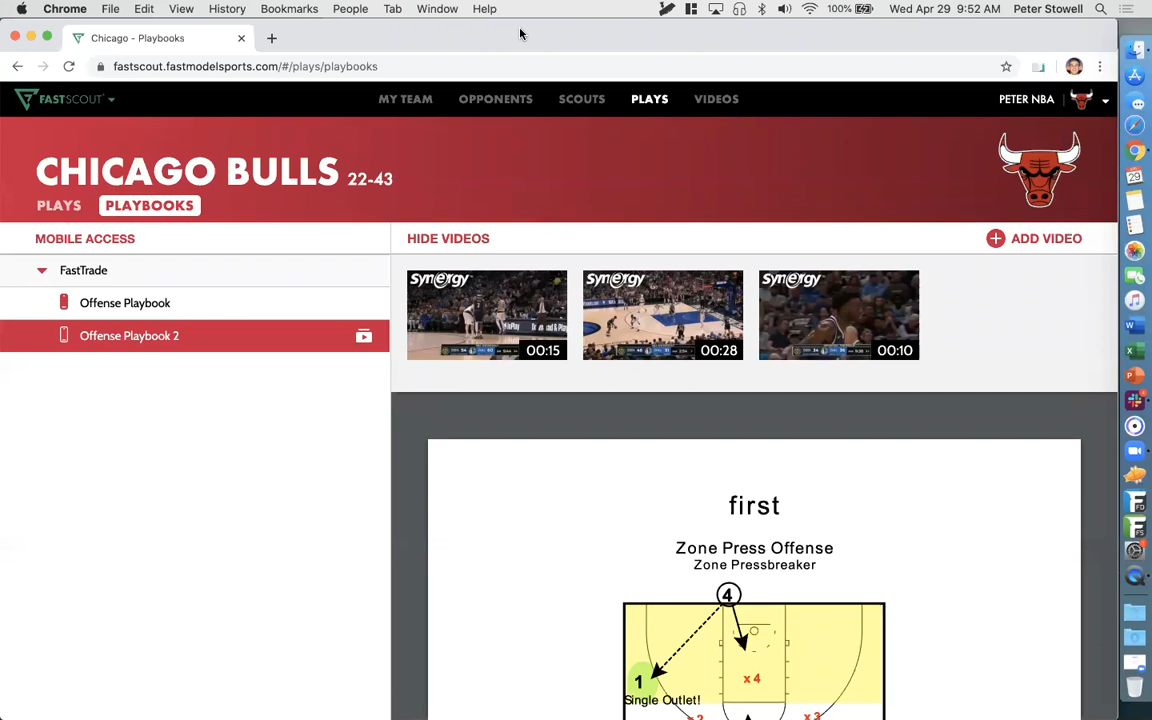 Chrome File Edit View History Bookmarks People Tab Window Help 100% Wed Apr 29 9:52 AM Peter Stowell
Chicago - Playbooks
fastscout.fastmodelsports.com/#/plays/playbooks
FASTSCOUT MY TEAM OPPONENTS SCOUTS PLAYS VIDEOS PETER NBA
CHICAGO BULLS 22-43
PLAYS PLAYBOOKS
MOBILE ACCESS HIDE VIDEOS ADD VIDEO
FastTrade
Offense Playbook
Offense Playbook 2
Synergy Synergy Synergy
00:15 00:28 00:10
first
Zone Press Offense
Zone Pressbreaker
4
1 x 4
Single Outlet!
x 2 x 3